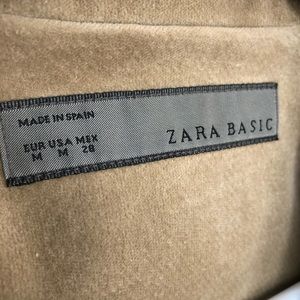 MADE IN SPAIN
EUR USA MEX
M M 28
ZARA BASIC